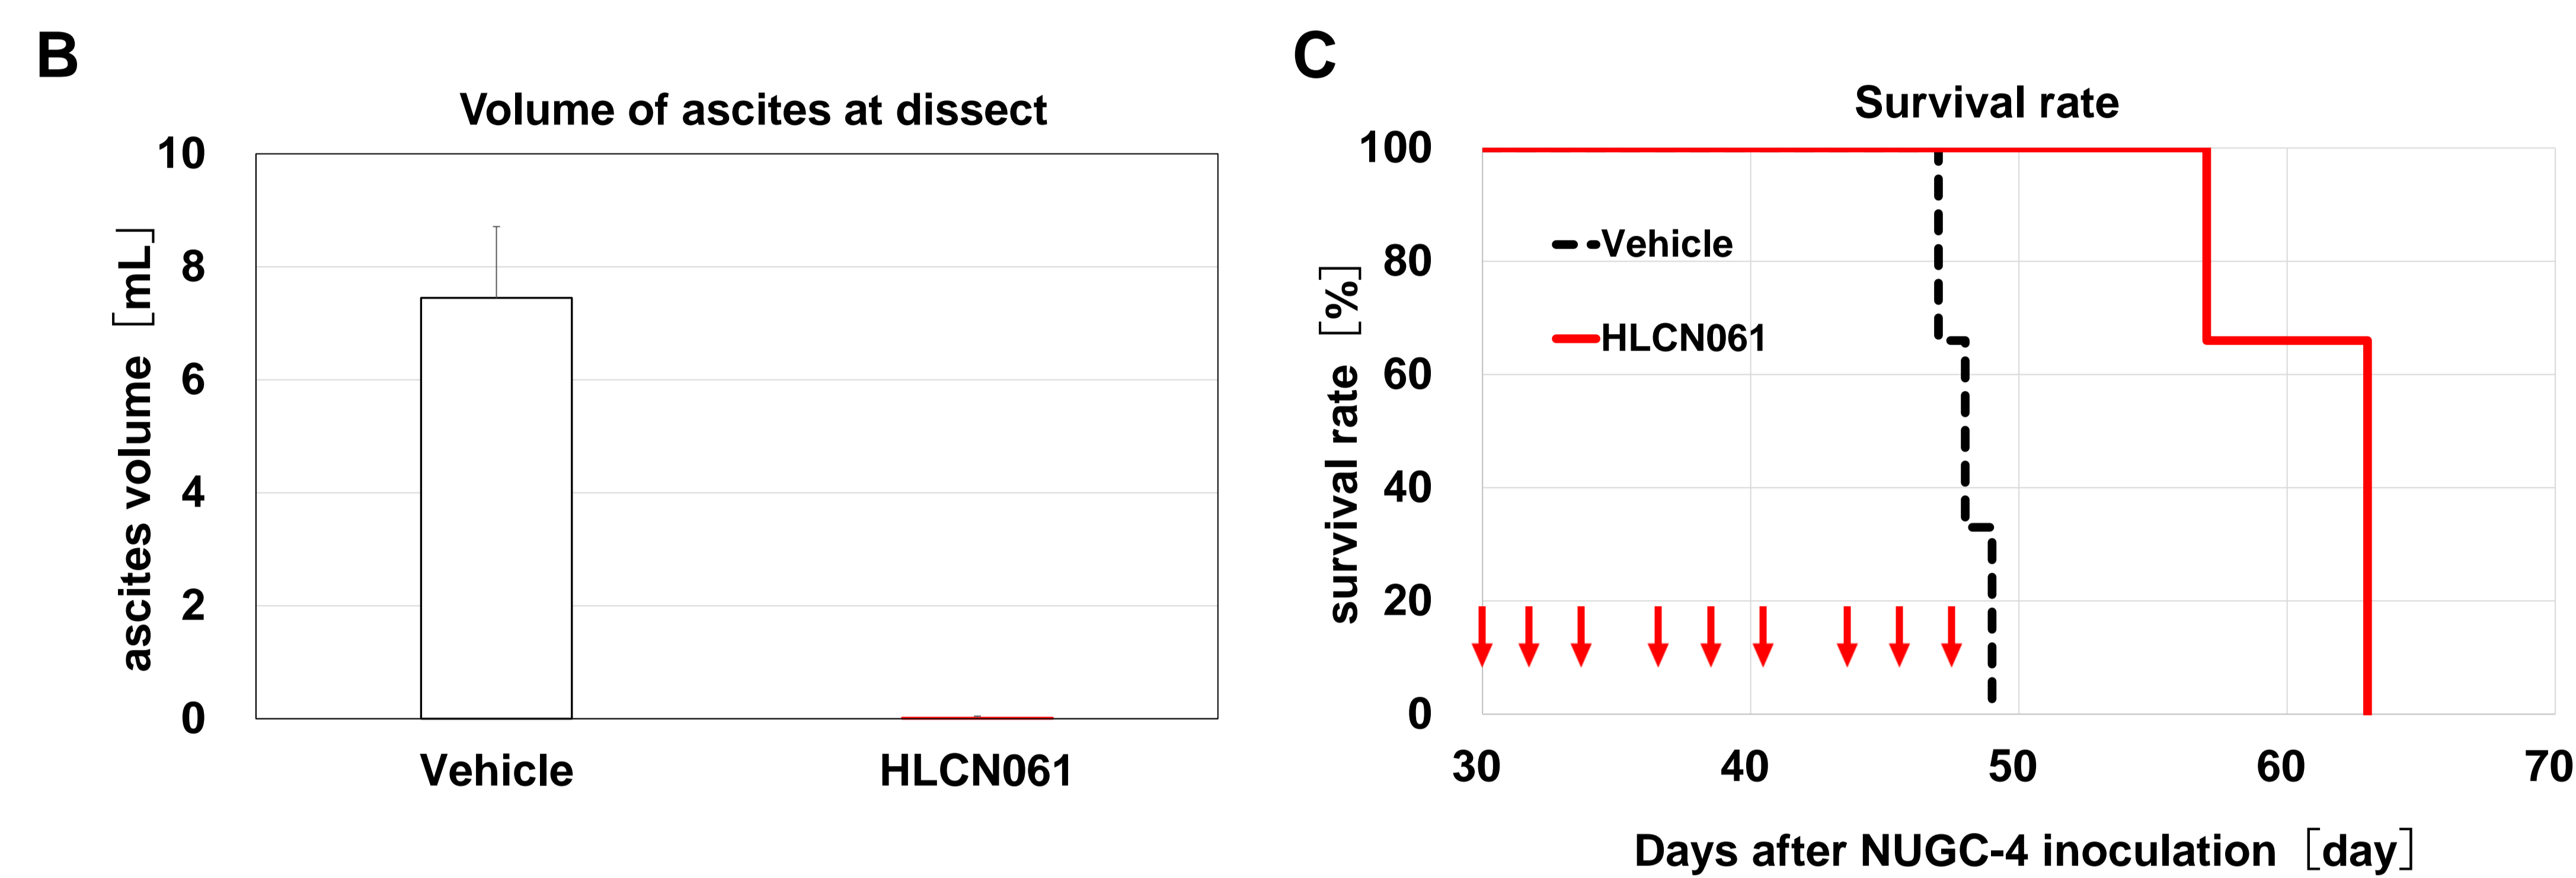 B
Volume of ascites at dissect
10
8
6
4
2
0
ascites volume［mL］
Vehicle
HLCN061
C
Survival rate
100
80
60
40
20
0
survival rate［%］
Vehicle
HLCN061
30
40
50
60
70
Days after NUGC-4 inoculation［day］